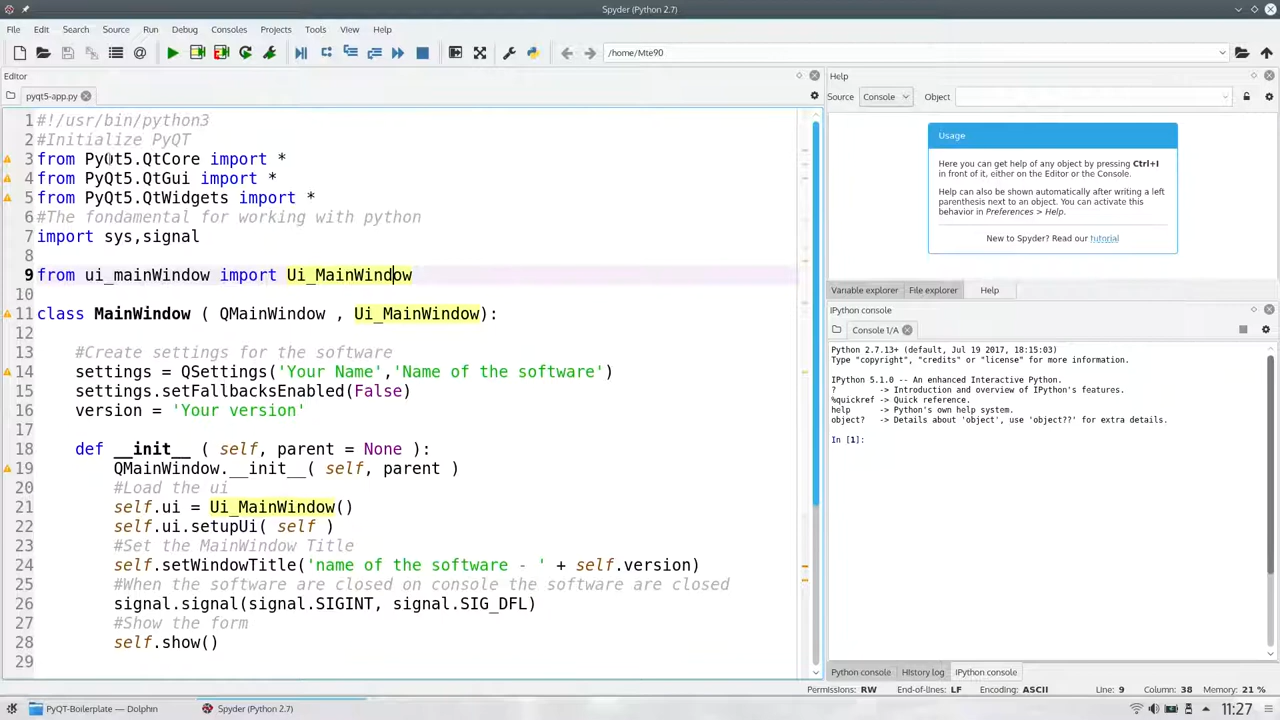 Spyder (Python 2.7)
File Edit Search Source Run Debug Consoles Projects Tools View Help
/home/Mte90
Editor
pyqt5-app.py
1 #!/usr/bin/python3
2 #Initialize PyQT
3 from PyQt5.QtCore import *
4 from PyQt5.QtGui import *
5 from PyQt5.QtWidgets import *
6 #The fondamental for working with python
7 import sys,signal
8
9 from ui_mainWindow import Ui_MainWindow
10
11 class MainWindow ( QMainWindow , Ui_MainWindow):
12
13 #Create settings for the software
14 settings = QSettings('Your Name','Name of the software')
15 settings.setFallbacksEnabled(False)
16 version = 'Your version'
17
18 def __init__ ( self, parent = None ):
19 QMainWindow.__init__( self, parent )
20 #Load the ui
21 self.ui = Ui_MainWindow()
22 self.ui.setupUi( self )
23 #Set the MainWindow Title
24 self.setWindowTitle('name of the software - ' + self.version)
25 #When the software are closed on console the software are closed
26 signal.signal(signal.SIGINT, signal.SIG_DFL)
27 #Show the form
28 self.show()
29
Help
Source Console Object
Usage
Here you can get help of any object by pressing Ctrl+I
in front of it, either on the Editor or the Console.
Help can also be shown automatically after writing a left
parenthesis next to an object. You can activate this
behavior in Preferences > Help.
New to Spyder? Read our tutorial
Variable explorer File explorer Help
IPython console
Console 1/A
Python 2.7.13+ (default, Jul 19 2017, 18:15:03)
Type "copyright", "credits" or "license" for more information.
IPython 5.1.0 -- An enhanced Interactive Python.
? -> Introduction and overview of IPython's features.
%quickref -> Quick reference.
help -> Python's own help system.
object? -> Details about 'object', use 'object??' for extra details.
In [1]:
Python console History log IPython console
Permissions: RW End-of-lines: LF Encoding: ASCII Line: 9 Column: 38 Memory: 21 %
PyQT-Boilerplate — Dolphin Spyder (Python 2.7) 11:27